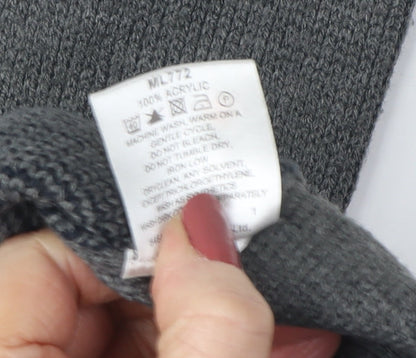 ML772
100% ACRYLIC
40 P
MACHINE WASH, WARM ON A
GENTLE CYCLE.
DO NOT BLEACH.
DO NOT TUMBLE DRY.
IRON LOW
DRYCLEAN, ANY SOLVENT,
EXCEPT TRICHLOROETHYLENE.